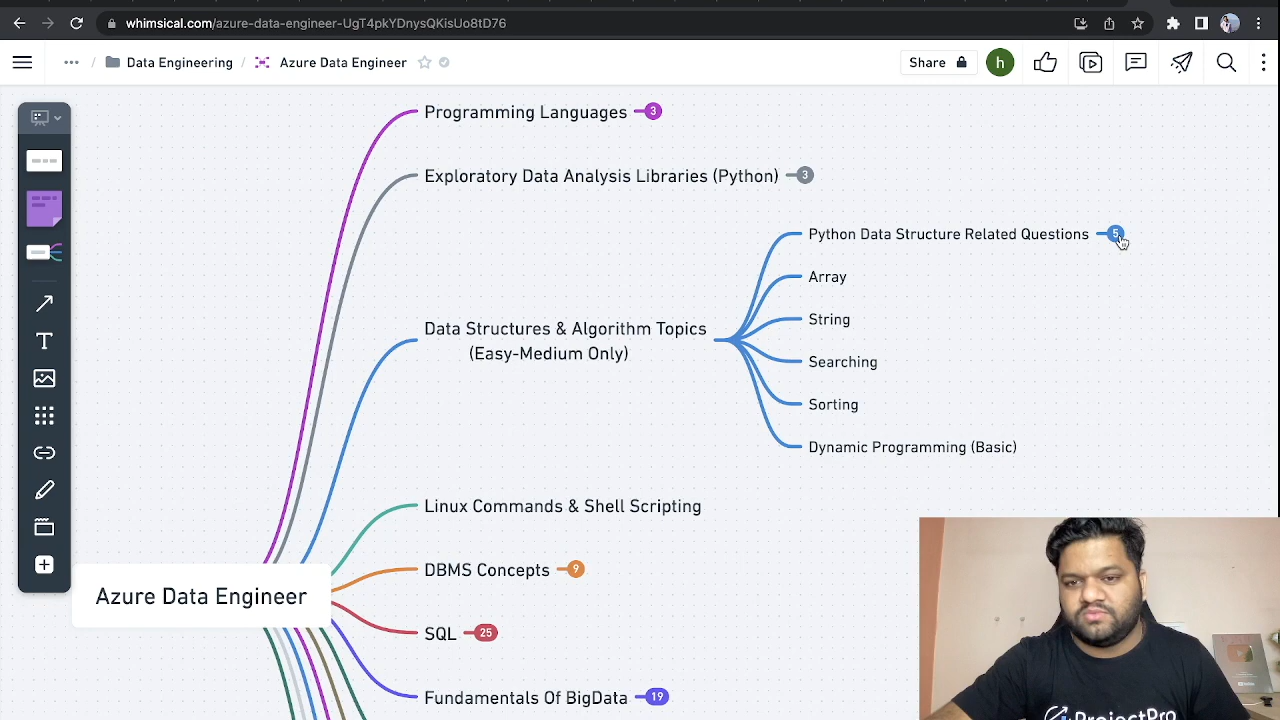 whimsical.com/azure-data-engineer-UgT4pkYDnysQKisUo8tD76
... / Data Engineering / Azure Data Engineer
Share
h
Programming Languages 3
Exploratory Data Analysis Libraries (Python) 3
Python Data Structure Related Questions 5
Array
String
Data Structures & Algorithm Topics
(Easy-Medium Only)
Searching
Sorting
Dynamic Programming (Basic)
Linux Commands & Shell Scripting
DBMS Concepts 9
Azure Data Engineer
SQL 25
Fundamentals Of BigData 19
ProjectPro